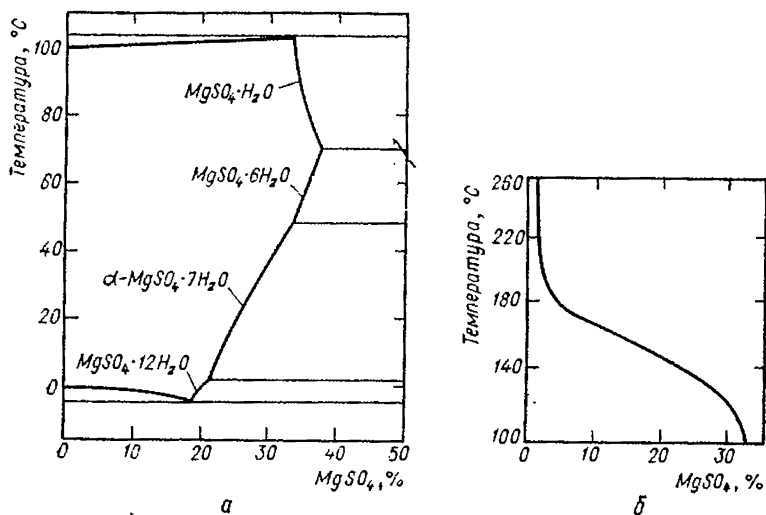 Температура, °C
100
80
60
40
20
0
MgSO₄·H₂O
MgSO₄·6H₂O
α-MgSO₄·7H₂O
MgSO₄·12H₂O
0 10 20 30 40 50
MgSO₄, %
а
Температура, °C
260
220
180
140
100
0 10 20 30
MgSO₄, %
б